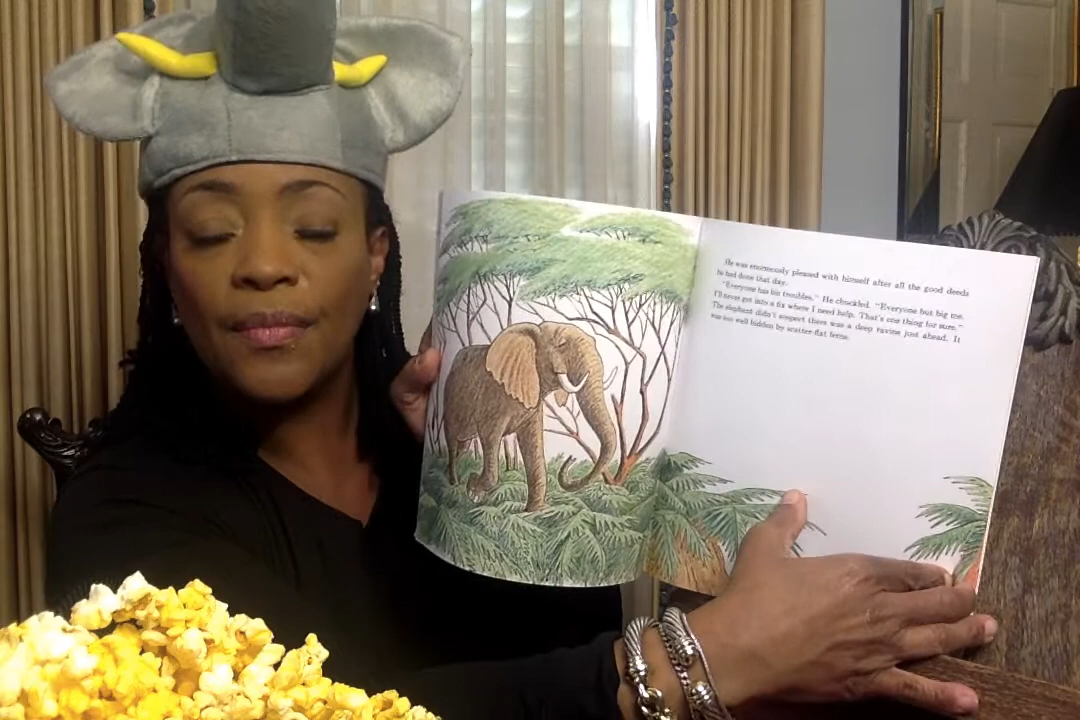 He was enormously pleased with himself after all the good deeds
he had done that day.
"Everyone has his troubles." He chuckled. "Everyone but big me.
I'll never get into a fix where I need help. That's one thing for sure."
The elephant didn't suspect there was a deep ravine just ahead. It
was too well hidden by scatter-flat ferns.